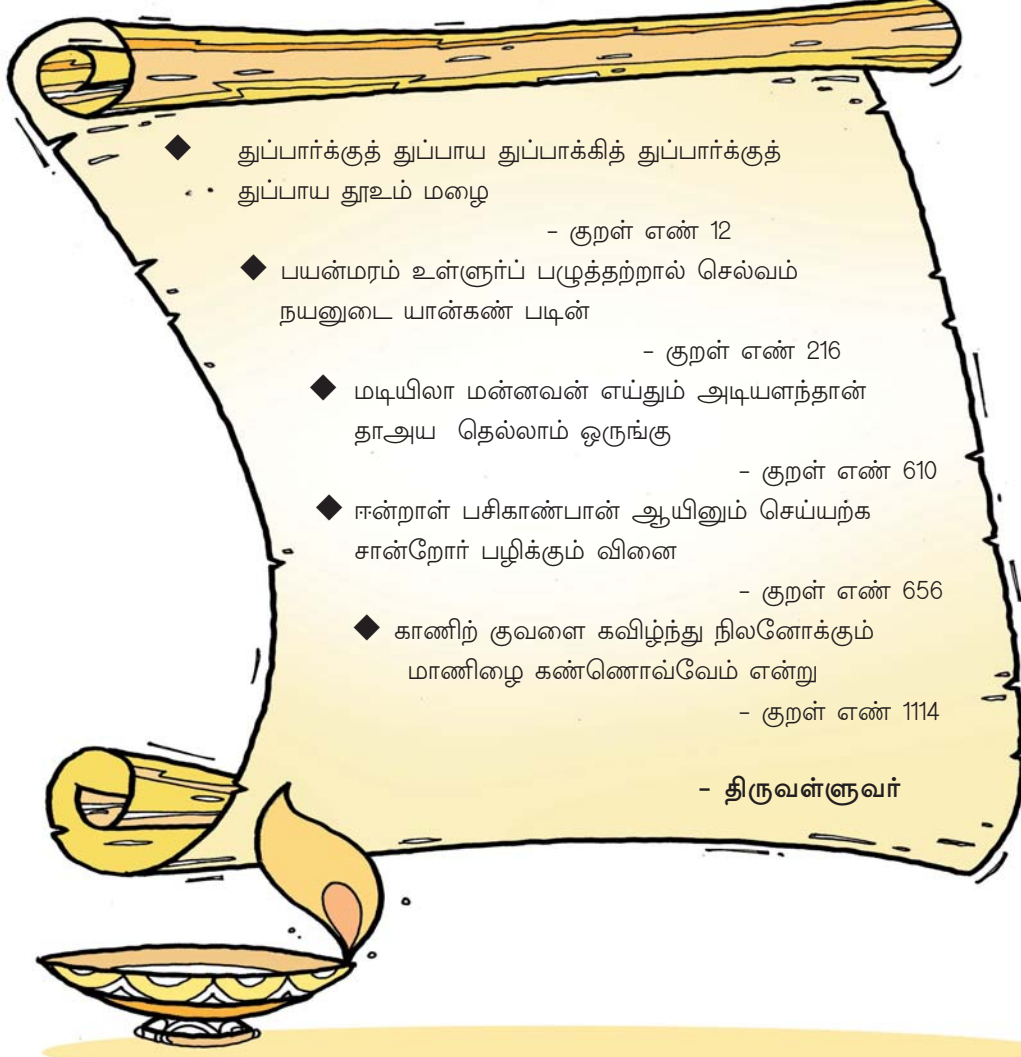 ◆ துப்பார்க்குத் துப்பாய துப்பாக்கித் துப்பார்க்குத்
துப்பாய தூஉம் மழை
- குறள் எண் 12
◆ பயன்மரம் உள்ளுர்ப் பழுத்தற்றால் செல்வம்
நயனுடை யான்கண் படின்
- குறள் எண் 216
◆ மடியிலா மன்னவன் எய்தும் அடியளந்தான்
தாஅய தெல்லாம் ஒருங்கு
- குறள் எண் 610
◆ ஈன்றாள் பசிகாண்பான் ஆயினும் செய்யற்க
சான்றோர் பழிக்கும் வினை
- குறள் எண் 656
◆ காணிற் குவளை கவிழ்ந்து நிலனோக்கும்
மாணிழை கண்ணொவ்வேம் என்று
- குறள் எண் 1114
- திருவள்ளுவர்